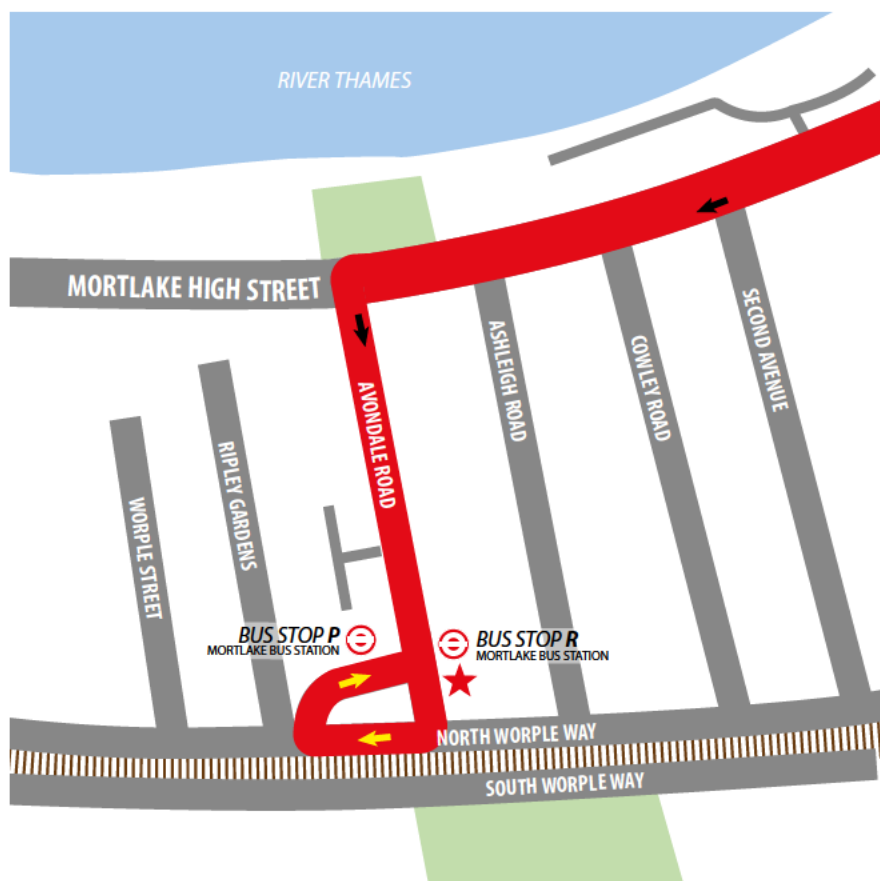 RIVER THAMES
MORTLAKE HIGH STREET
SECOND AVENUE
ASHLEIGH ROAD
COWLEY ROAD
AVONDALE ROAD
RIPLEY GARDENS
WORPLE STREET
BUS STOP P
MORTLAKE BUS STATION
BUS STOP R
MORTLAKE BUS STATION
NORTH WORPLE WAY
SOUTH WORPLE WAY